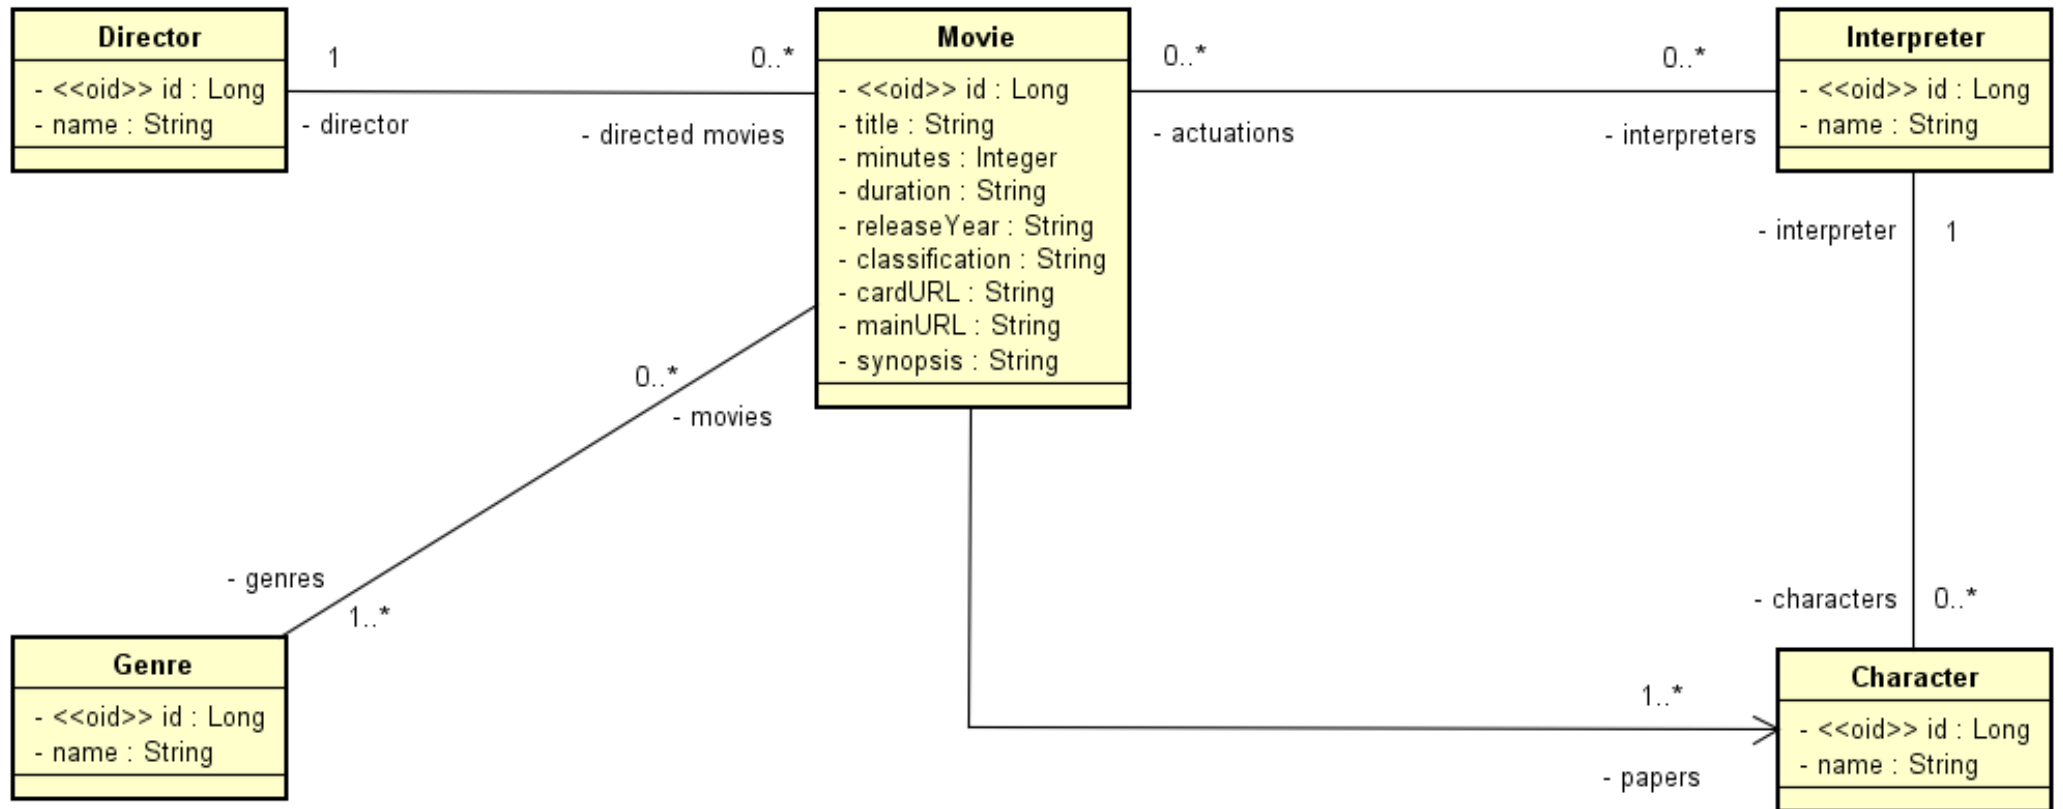 Director
- <<oid>> id : Long
- name : String
1
- director
0..*
- directed movies
Movie
- <<oid>> id : Long
- title : String
- minutes : Integer
- duration : String
- releaseYear : String
- classification : String
- cardURL : String
- mainURL : String
- synopsis : String
0..*
- actuations
0..*
- interpreters
Interpreter
- <<oid>> id : Long
- name : String
- interpreter
1
0..*
- movies
- genres
1..*
Genre
- <<oid>> id : Long
- name : String
- characters
0..*
1..*
- papers
Character
- <<oid>> id : Long
- name : String